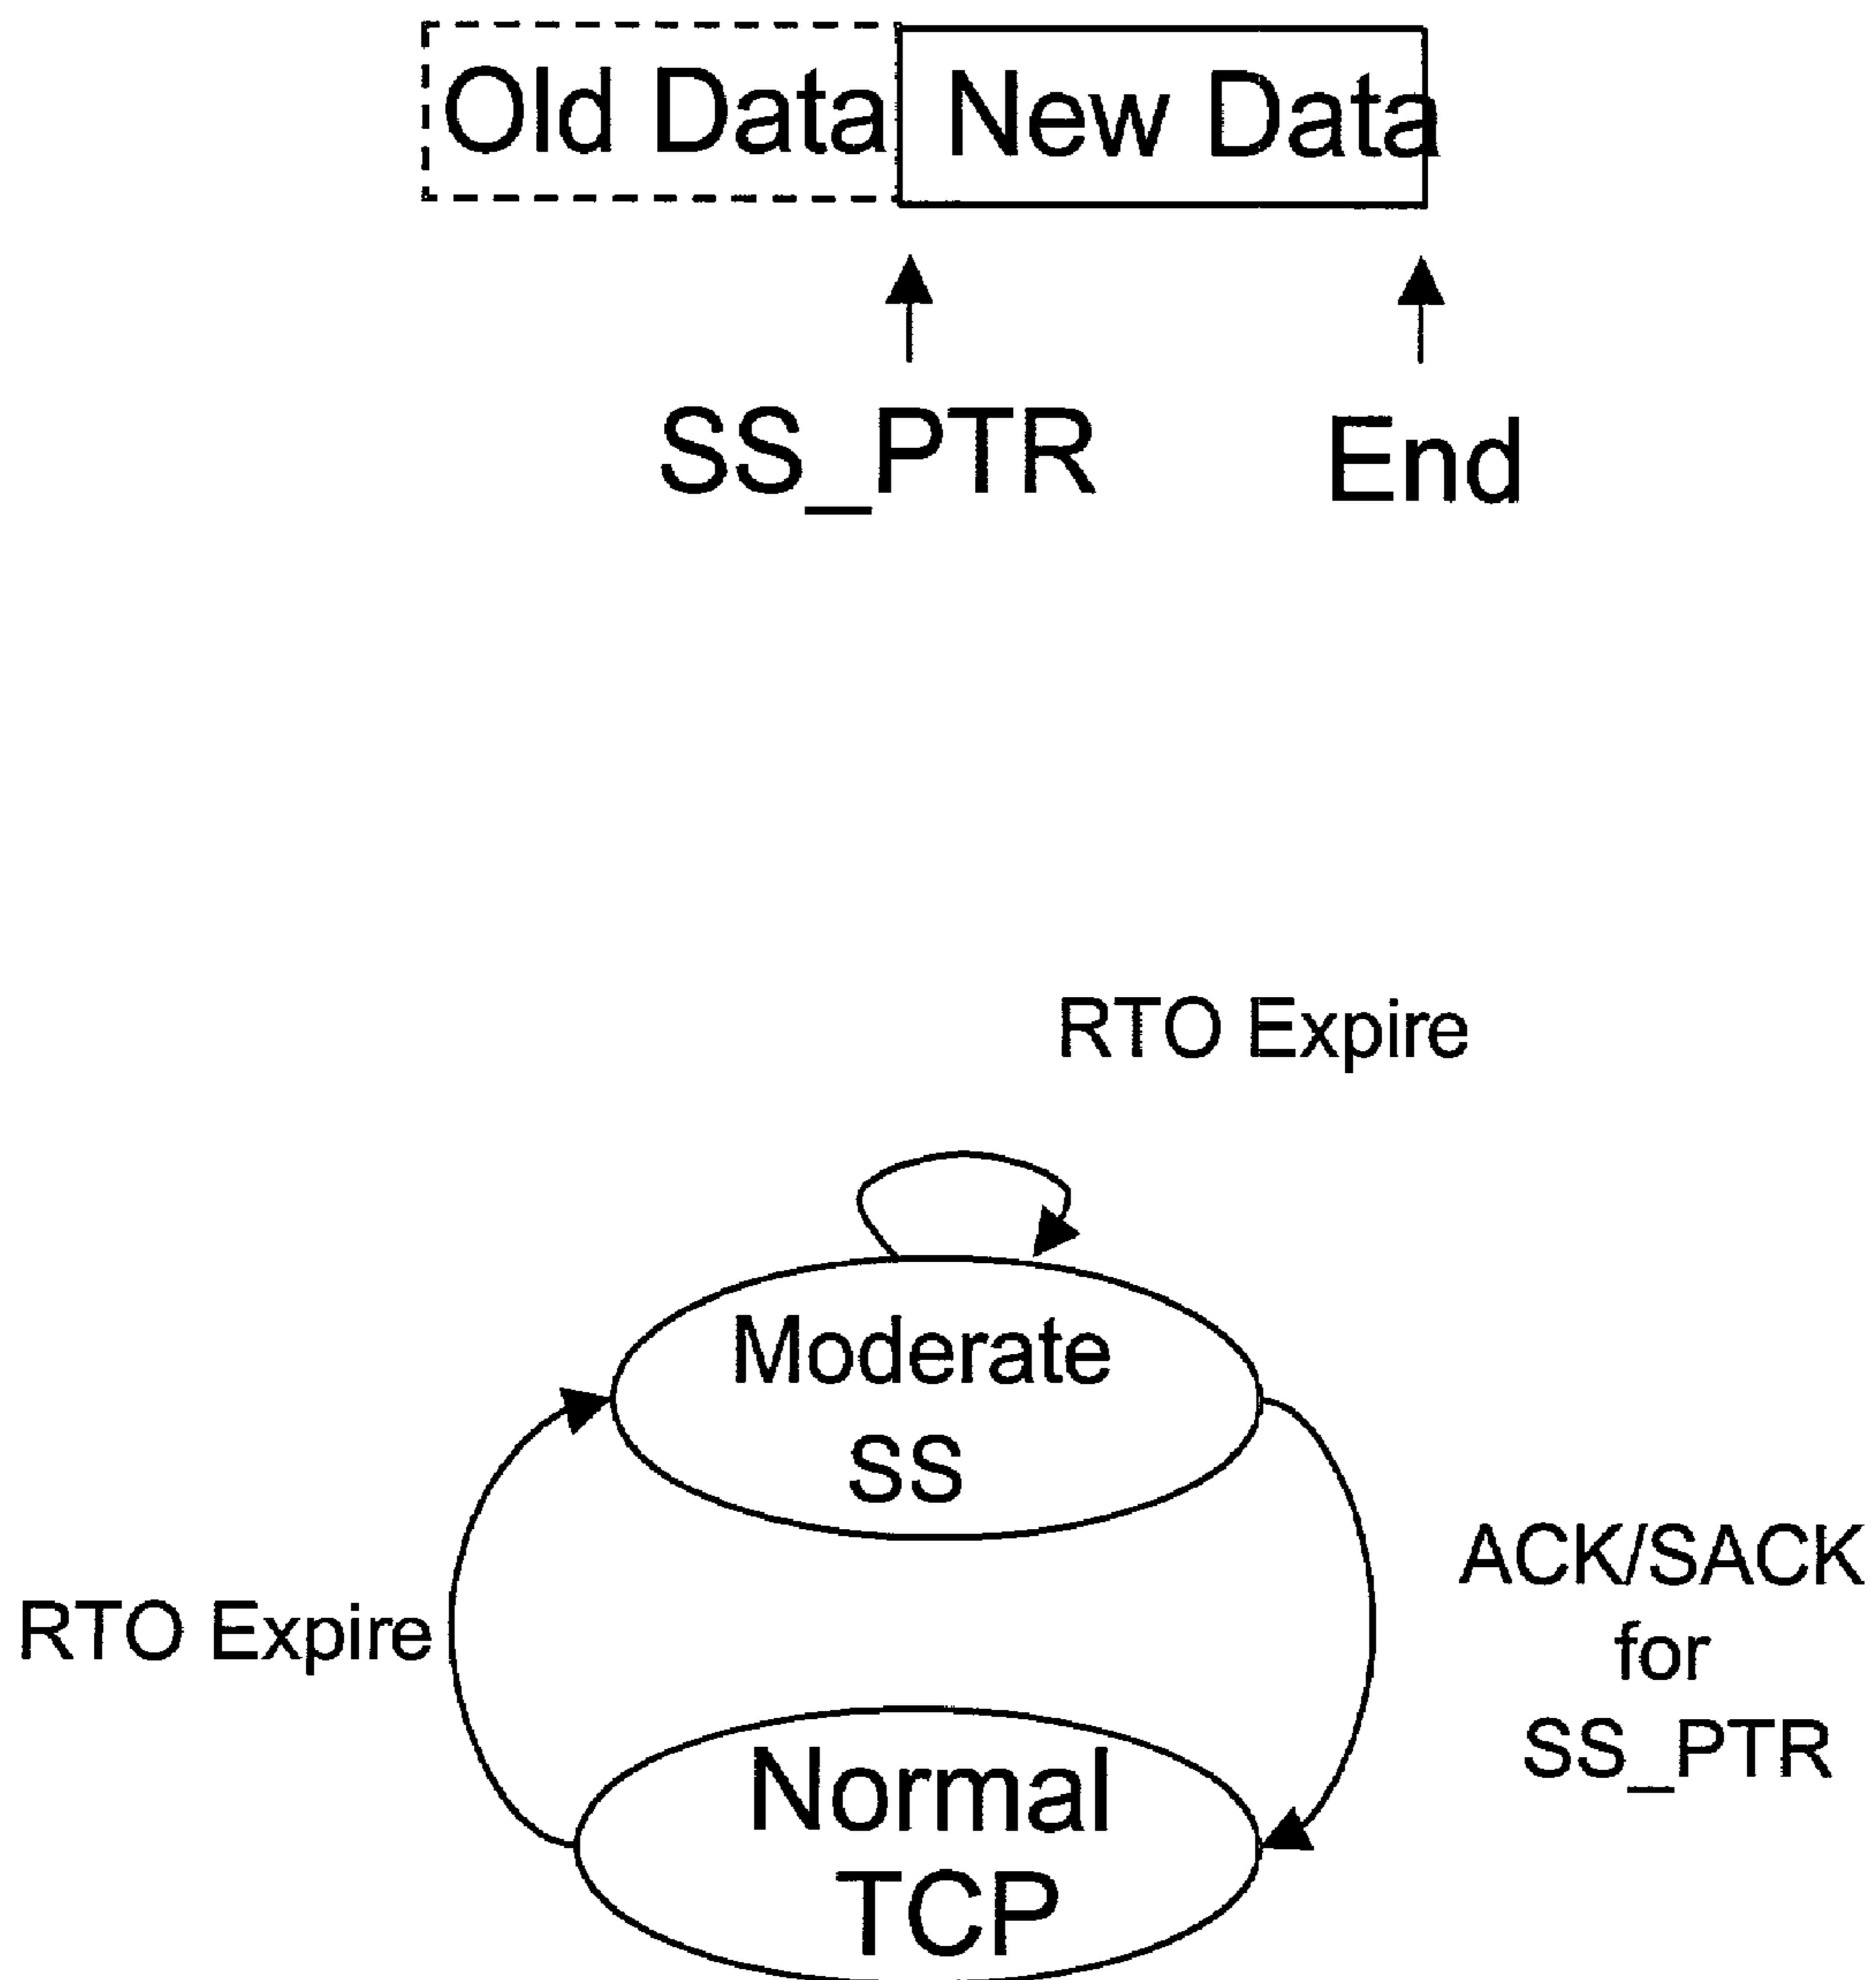 Old Data New Data
SS_PTR End
RTO Expire
Moderate
SS
RTO Expire
ACK/SACK
for
SS_PTR
Normal
TCP